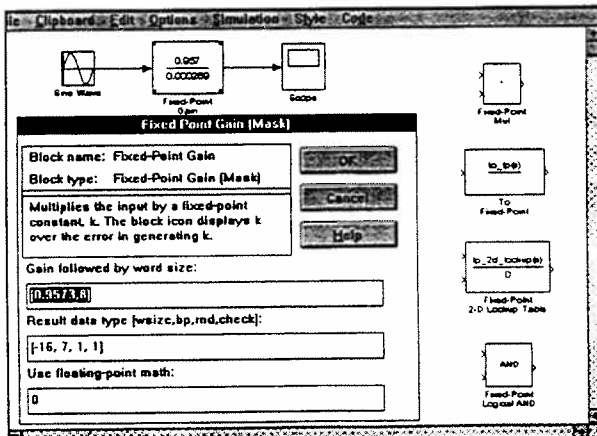 ile Clipboard Edit Options Simulation Style Code
0.957
0.000289
Sine Wave
Fixed-Point
Gain
Scope
Fixed-Point
Mul
Fixed Point Gain (Mask)
Block name: Fixed-Point Gain
Block type: Fixed-Point Gain (Mask)
Multiplies the input by a fixed-point
constant, k. The block icon displays k
over the error in generating k.
OK
Cancel
Help
Gain followed by word size:
[0.9573,8]
Result data type [wsize,bp,rnd,check]:
[-16, 7, 1, 1]
Use floating-point math:
0
To
Fixed-Point
fp_2d_lookup(s)
D
Fixed-Point
2-D Lookup Table
AND
Fixed-Point
Logical AND